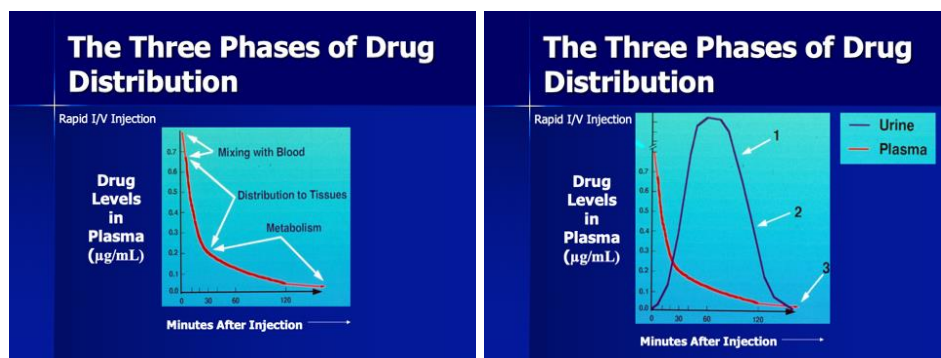 The Three Phases of Drug
Distribution
Rapid I/V Injection
Drug
Levels
in
Plasma
(µg/mL)
0.7
0.6
0.5
0.4
0.3
0.2
0.1
0.0
Mixing with Blood
Distribution to Tissues
Metabolism
0
30
60
120
Minutes After Injection
The Three Phases of Drug
Distribution
Rapid I/V Injection
Drug
Levels
in
Plasma
(µg/mL)
0.7
0.6
0.5
0.4
0.3
0.2
0.1
0.0
1
2
3
0
30
60
120
Urine
Plasma
Minutes After Injection